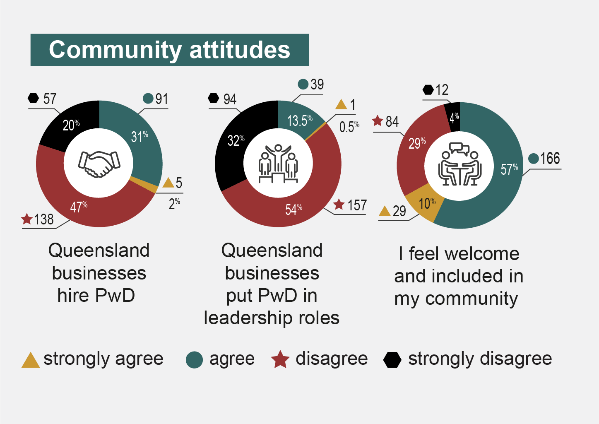 Community attitudes
57
91
20%
31%
5
2%
47%
138
Queensland
businesses
hire PwD
94
39
1
0.5%
13.5%
32%
54%
157
Queensland
businesses
put PwD in
leadership roles
12
84
4%
29%
166
57%
10%
29
I feel welcome
and included in
my community
strongly agree agree disagree strongly disagree